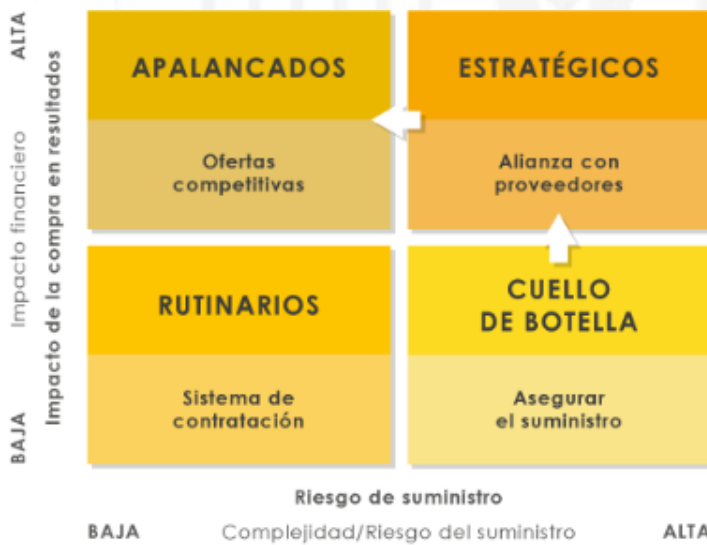 ALTA
Impacto financiero
BAJA
Impacto de la compra en resultados
APALANCADOS
Ofertas
competitivas
ESTRATÉGICOS
Alianza con
proveedores
RUTINARIOS
Sistema de
contratación
CUELLO
DE BOTELLA
Asegurar
el suministro
Riesgo de suministro
BAJA Complejidad/Riesgo del suministro ALTA